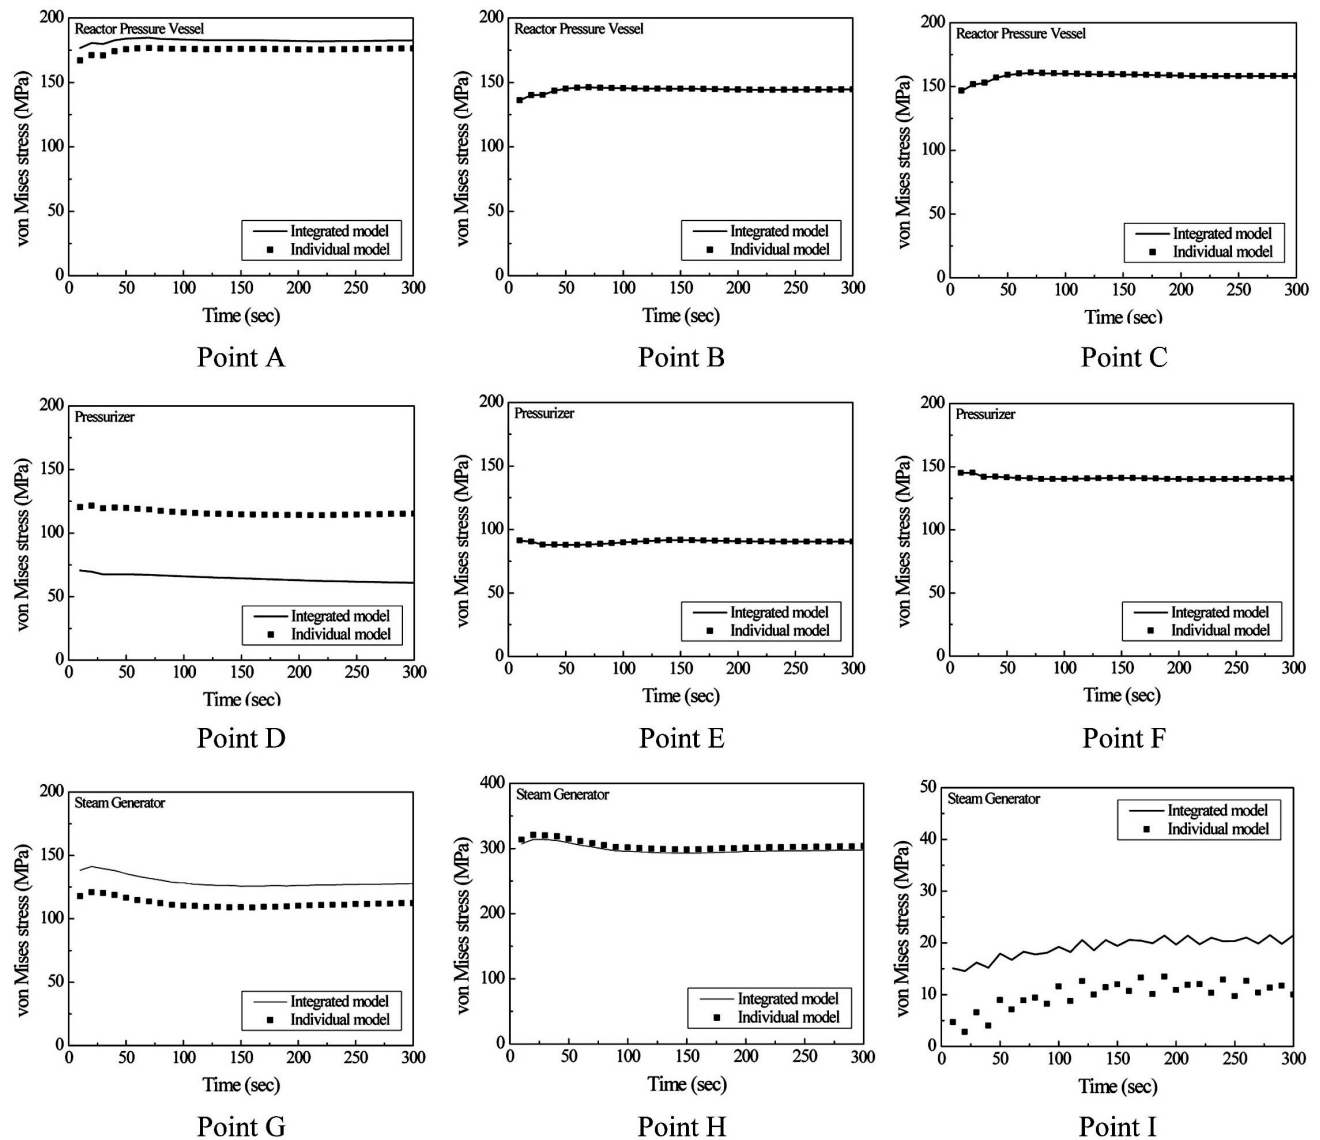 Reactor Pressure Vessel
von Mises stress (MPa)
200
150
100
50
0
Integrated model
Individual model
0 50 100 150 200 250 300
Time (sec)
Point A
Reactor Pressure Vessel
von Mises stress (MPa)
200
150
100
50
0
Integrated model
Individual model
0 50 100 150 200 250 300
Time (sec)
Point B
Reactor Pressure Vessel
von Mises stress (MPa)
200
150
100
50
0
Integrated model
Individual model
0 50 100 150 200 250 300
Time (sec)
Point C
Pressurizer
von Mises stress (MPa)
200
150
100
50
0
Integrated model
Individual model
0 50 100 150 200 250 300
Time (sec)
Point D
Pressurizer
von Mises stress (MPa)
200
150
100
50
0
Integrated model
Individual model
0 50 100 150 200 250 300
Time (sec)
Point E
Pressurizer
von Mises stress (MPa)
200
150
100
50
0
Integrated model
Individual model
0 50 100 150 200 250 300
Time (sec)
Point F
Steam Generator
von Mises stress (MPa)
200
150
100
50
0
Integrated model
Individual model
0 50 100 150 200 250 300
Time (sec)
Point G
Steam Generator
von Mises stress (MPa)
400
300
200
300
0
Integrated model
Individual model
0 50 100 150 200 250 300
Time (sec)
Point H
Steam Generator
von Mises stress (MPa)
50
40
30
20
10
0
Integrated model
Individual model
0 50 100 150 200 250 300
Time (sec)
Point I